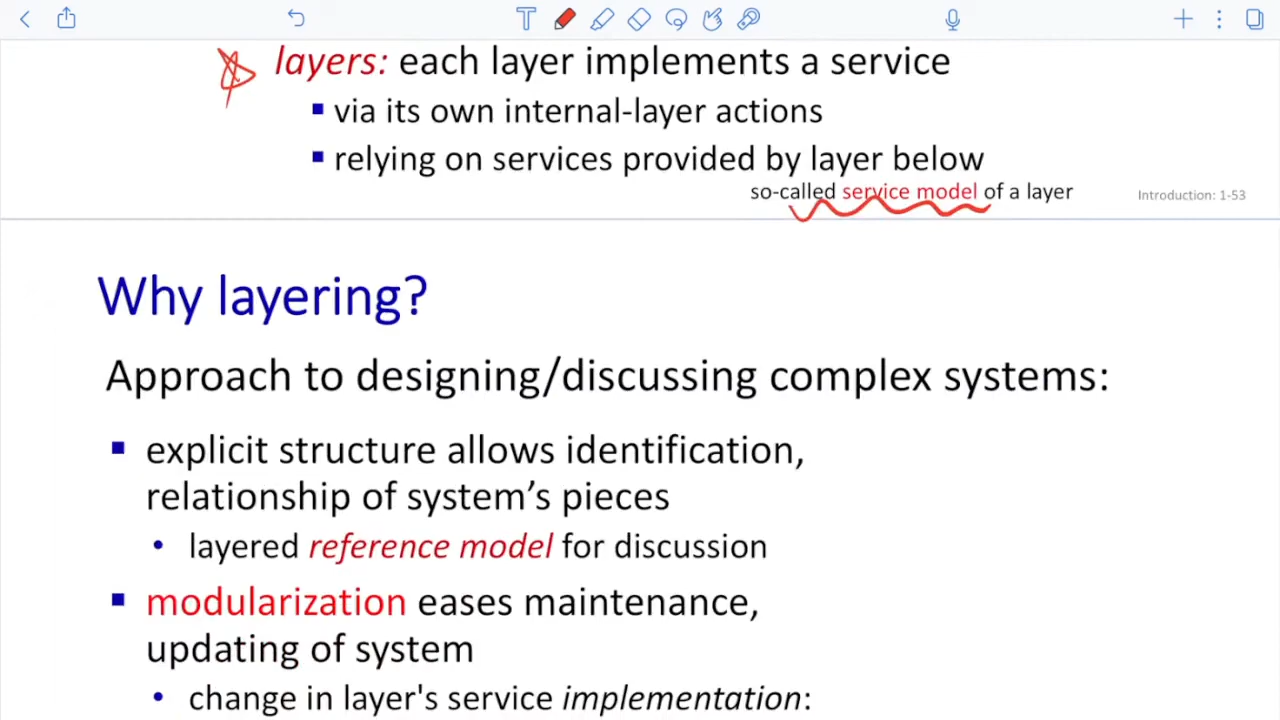 layers: each layer implements a service
▪ via its own internal-layer actions
▪ relying on services provided by layer below
so-called service model of a layer
Introduction: 1-53
Why layering?
Approach to designing/discussing complex systems:
▪ explicit structure allows identification,
relationship of system’s pieces
• layered reference model for discussion
▪ modularization eases maintenance,
updating of system
• change in layer's service implementation: